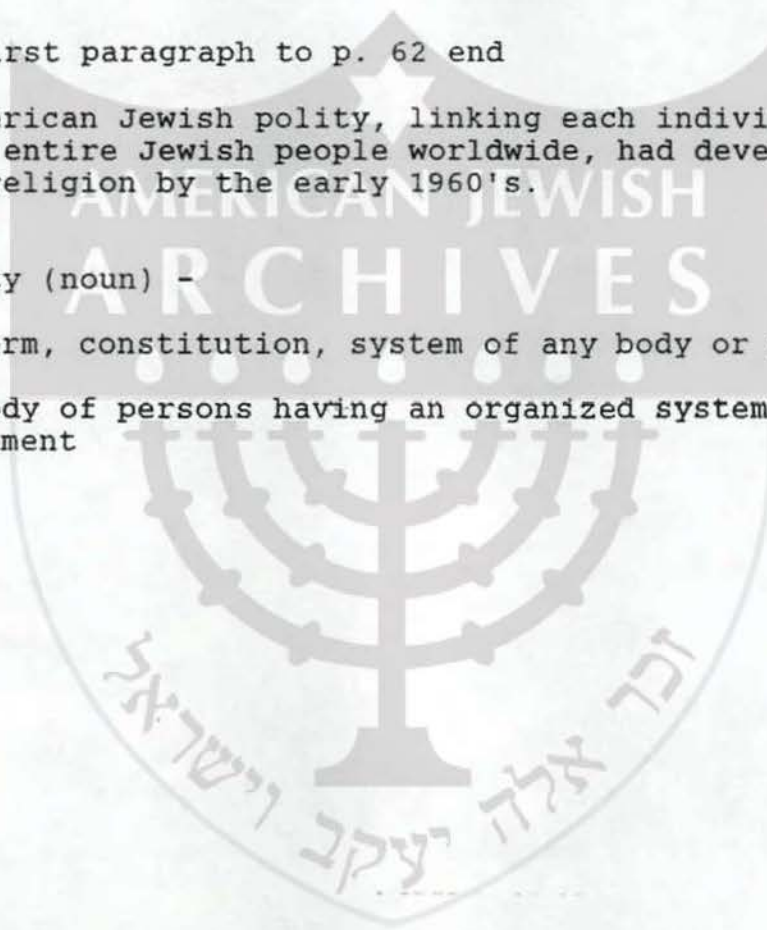 rst paragraph to p. 62 end
rican Jewish polity, linking each indivi
entire Jewish people worldwide, had deve
religion by the early 1960's.
AMERICAN JEWISH
y (noun) -
ARCHIVES
rm, constitution, system of any body or
dy of persons having an organized system
ment
זכר אלה יעקב וישראל